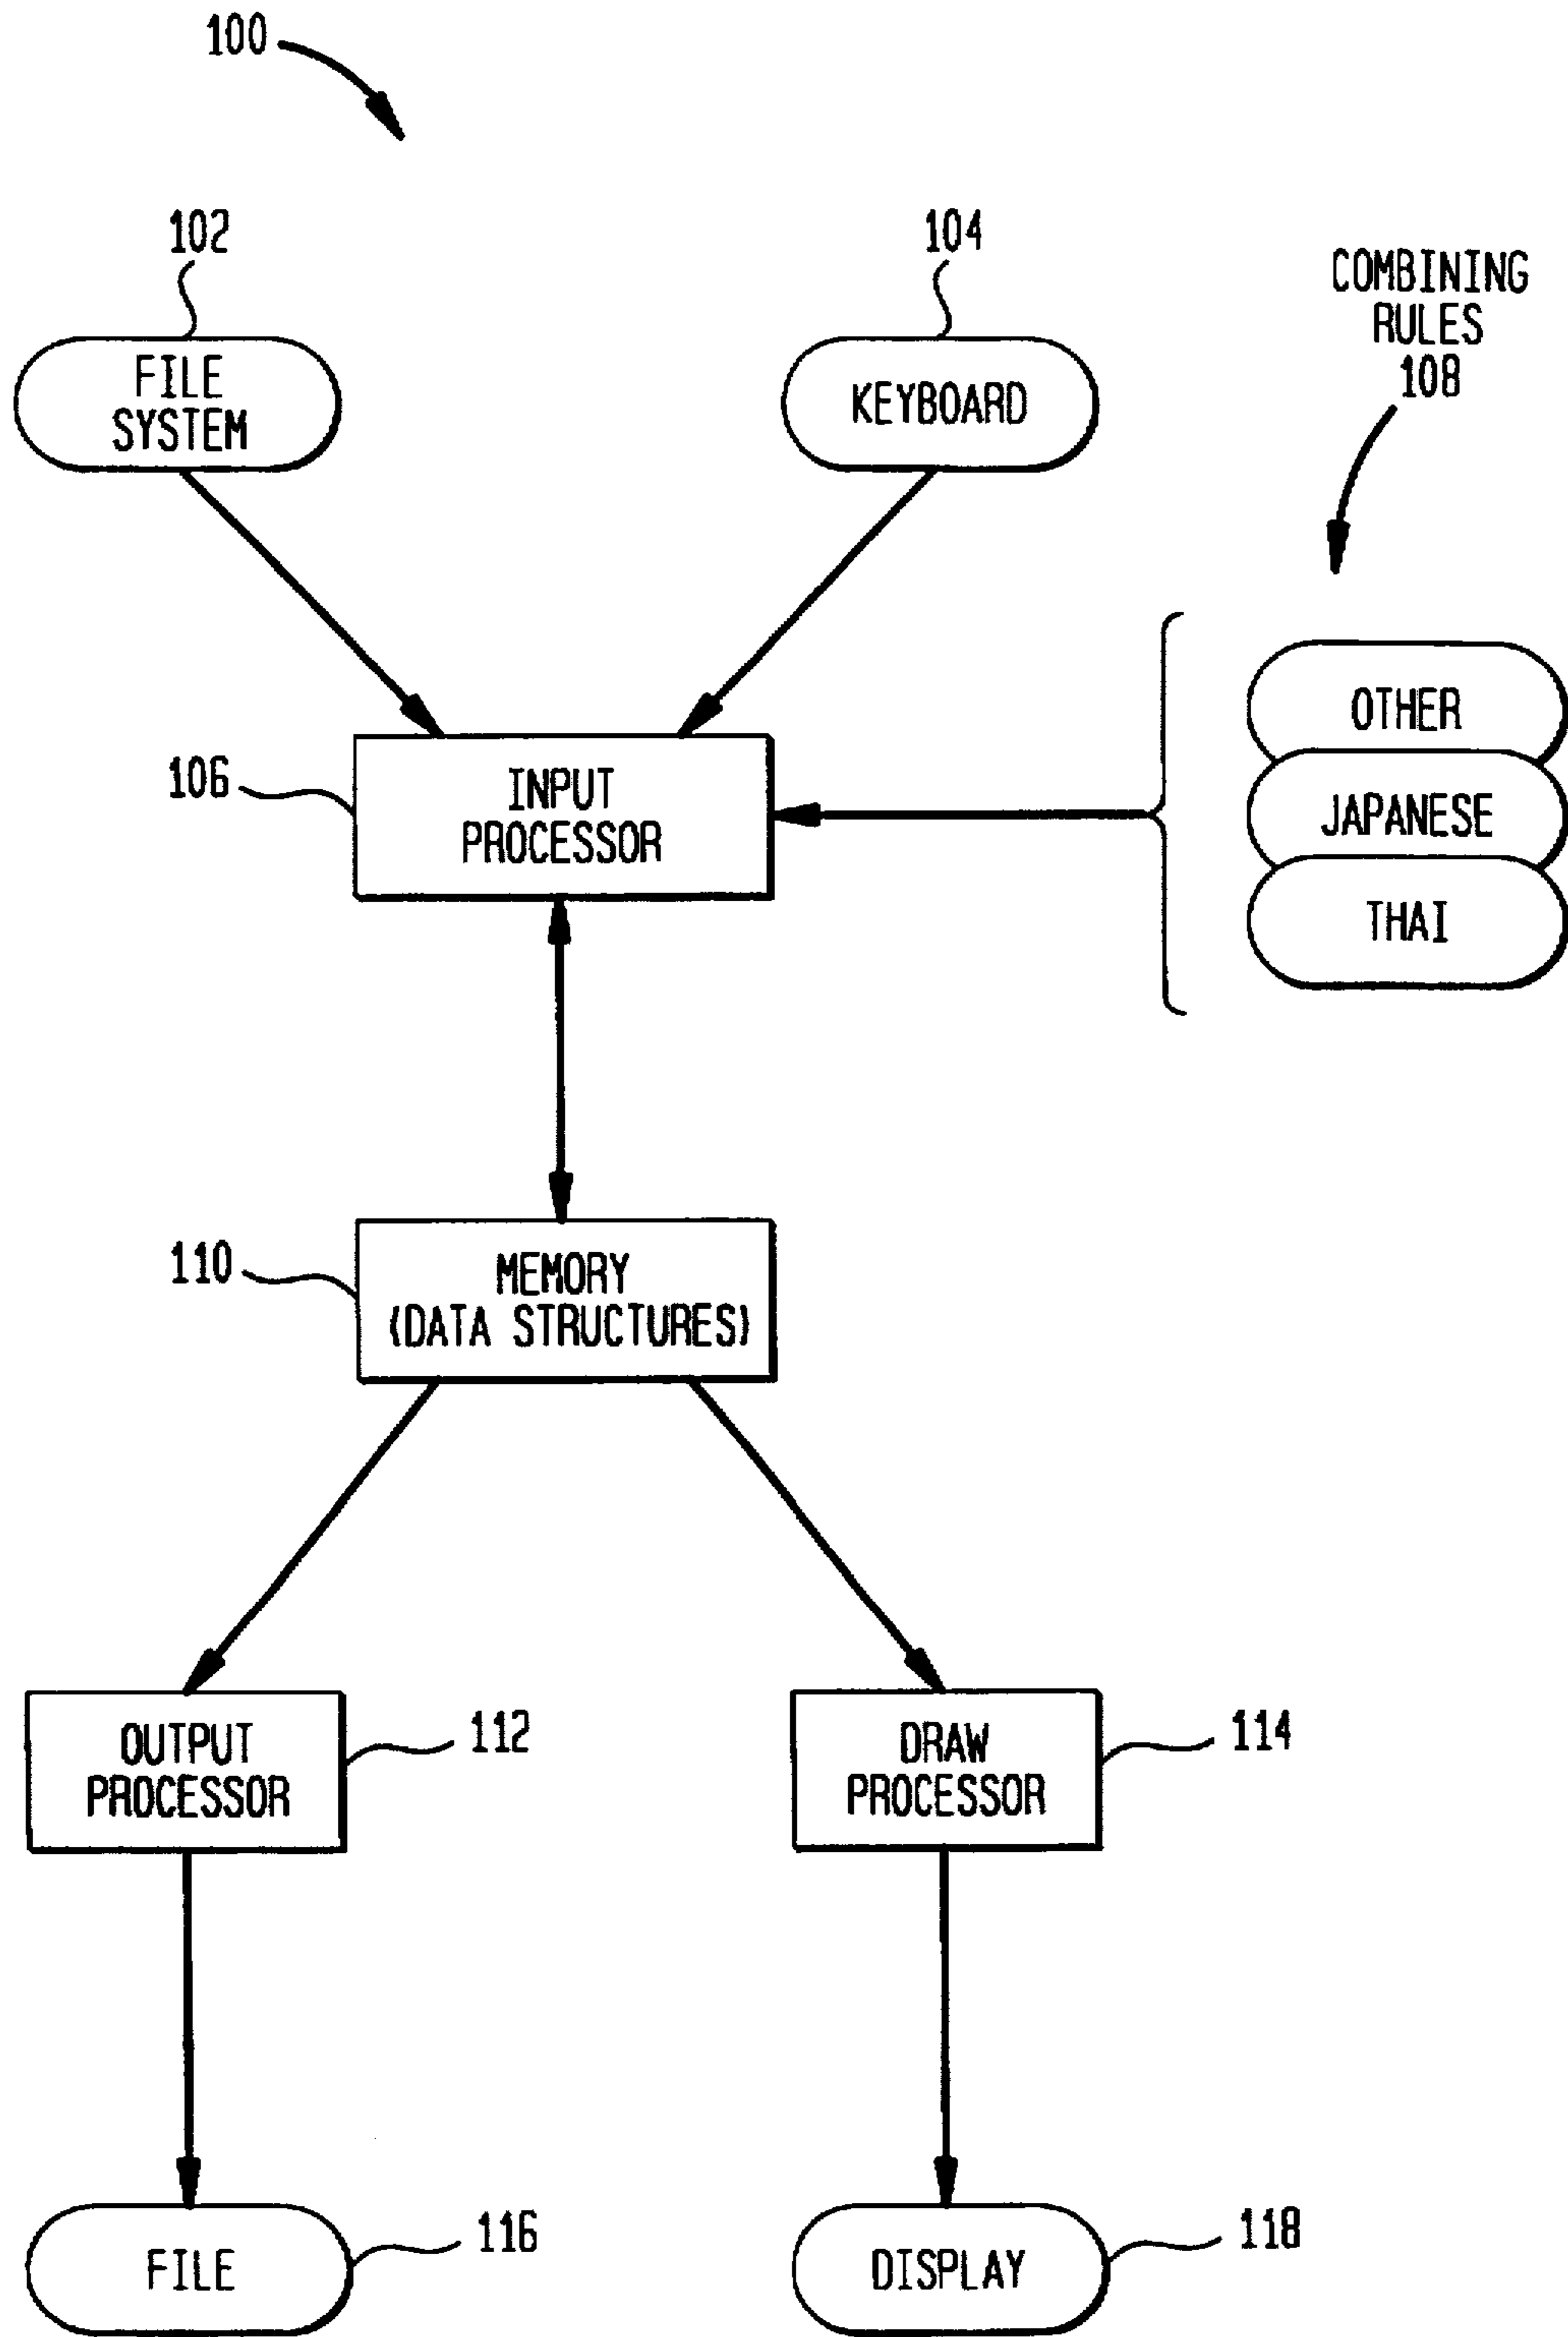 100
102
104
COMBINING
RULES
108
FILE
SYSTEM
KEYBOARD
OTHER
JAPANESE
THAI
106
INPUT
PROCESSOR
110
MEMORY
(DATA STRUCTURES)
OUTPUT
PROCESSOR
112
DRAW
PROCESSOR
114
FILE
116
DISPLAY
118